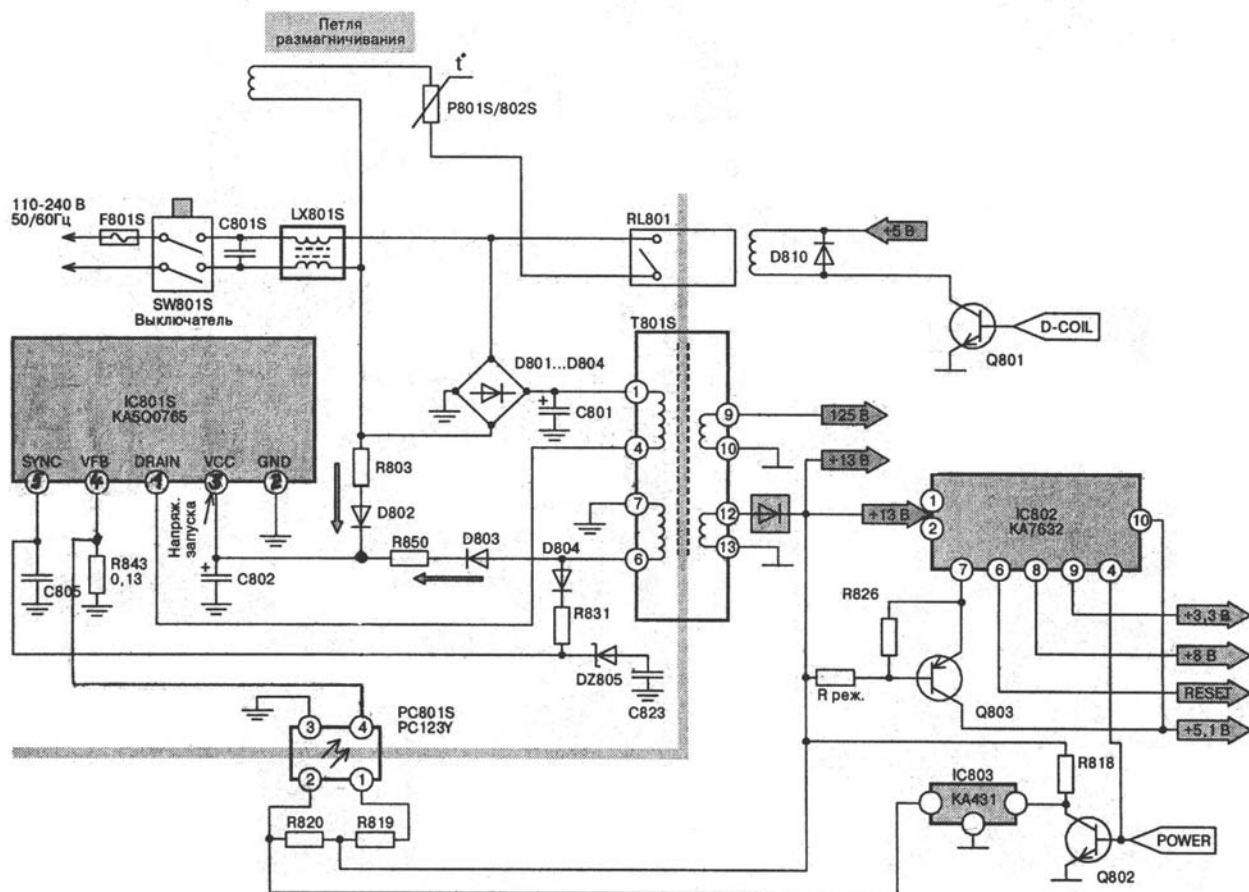 Петля
размагничивания
t°
P801S/802S
110-240 В
50/60Гц
F801S
C801S
LX801S
RL801
+5 В
D810
SW801S
Выключатель
T801S
D-COIL
Q801
IC801S
KA5Q0765
D801...D804
1
+
C801
9
125 В
SYNC
VFB
DRAIN
VCC
GND
4
10
+13 В
5
4
1
3
2
R803
7
12
+13 В
1
2
IC802
KA7632
10
Напряж.
запуска
D802
R850
D803
D804
6
13
R843
0,13
+
C802
7
6
8
9
4
C805
R826
R831
+3,3 В
DZ805
+
C823
R реж.
+8 В
Q803
RESET
3
4
PC801S
PC123Y
+5,1 В
2
1
IC803
R818
KA431
R820
R819
POWER
Q802